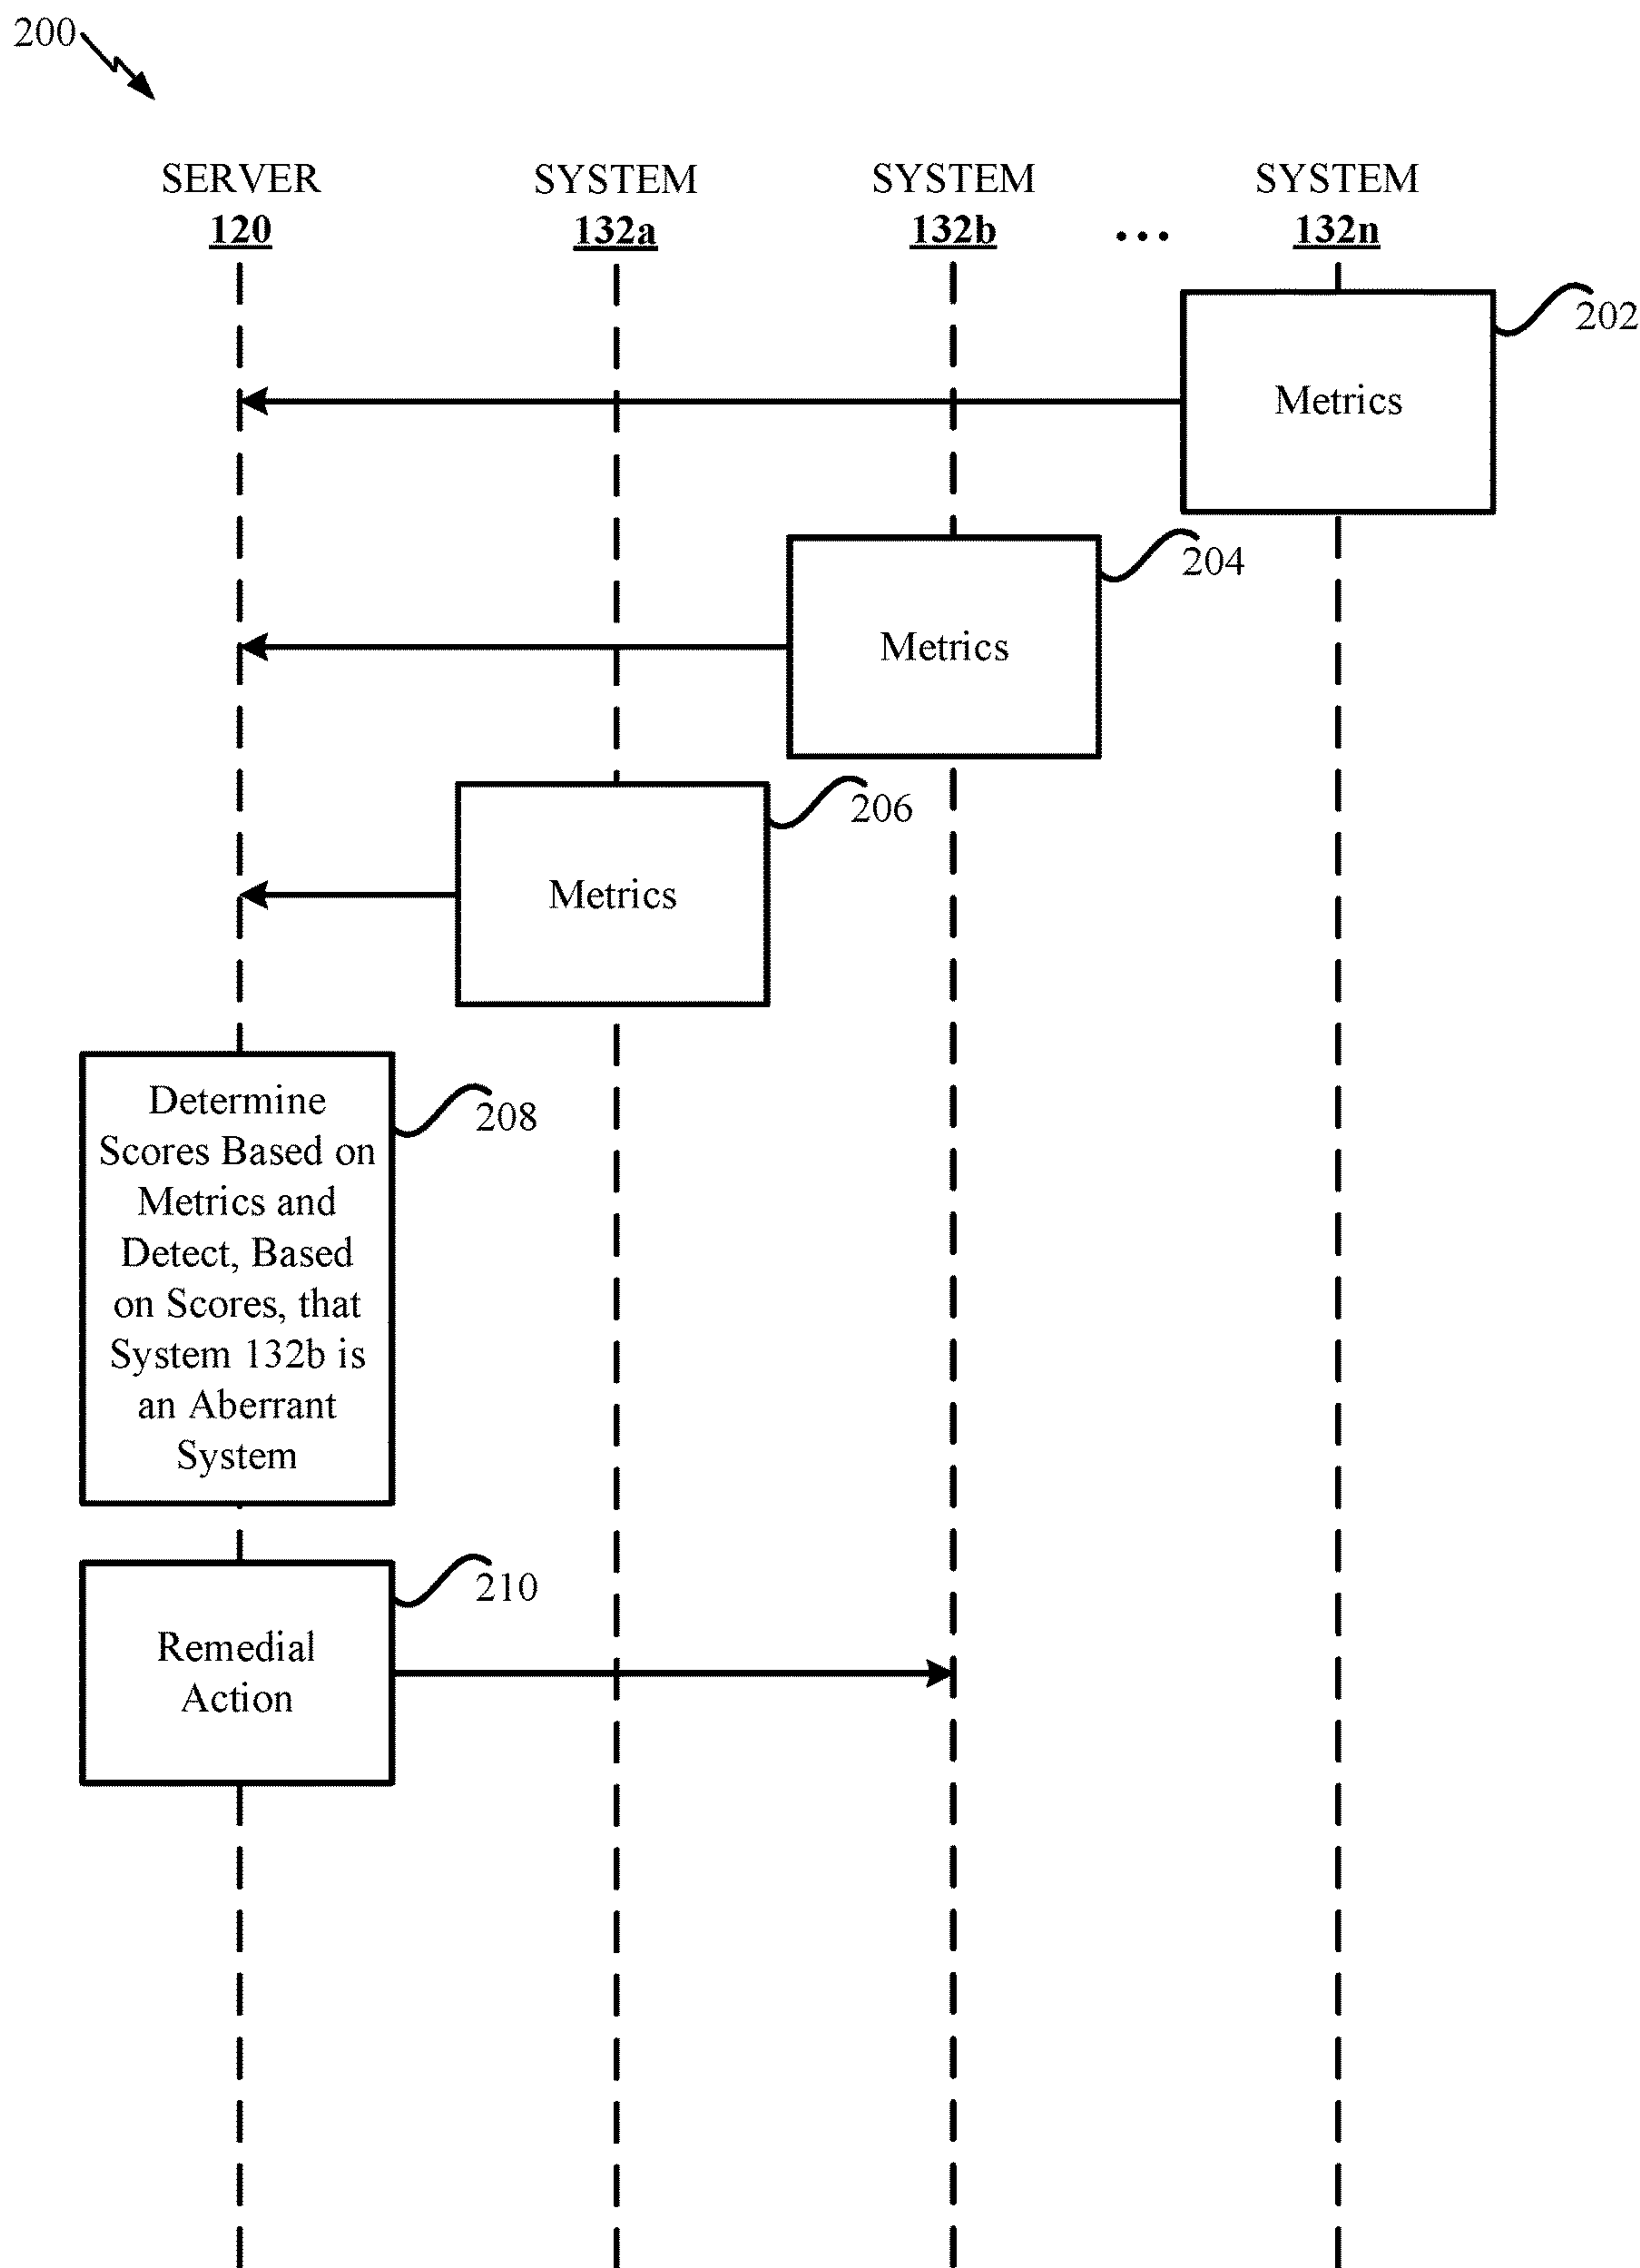 200
SERVER
120
SYSTEM
132a
SYSTEM
132b
...
SYSTEM
132n
202
Metrics
204
Metrics
206
Metrics
208
Determine
Scores Based on
Metrics and
Detect, Based
on Scores, that
System 132b is
an Aberrant
System
210
Remedial
Action